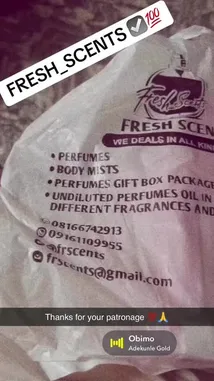 FRESH_SCENTS ✅💯
Fresh Scents
FRESH SCEN
WE DEALS IN ALL KIN
• PERFUMES
• BODY MISTS
• PERFUMES GIFT BOX PACKAG
• UNDILUTED PERFUMES OIL IN
DIFFERENT FRAGRANCES AND
08166742913
09161109955
@frscents
frscents@gmail.com
Thanks for your patronage 💯🙏
Obimo
Adekunle Gold